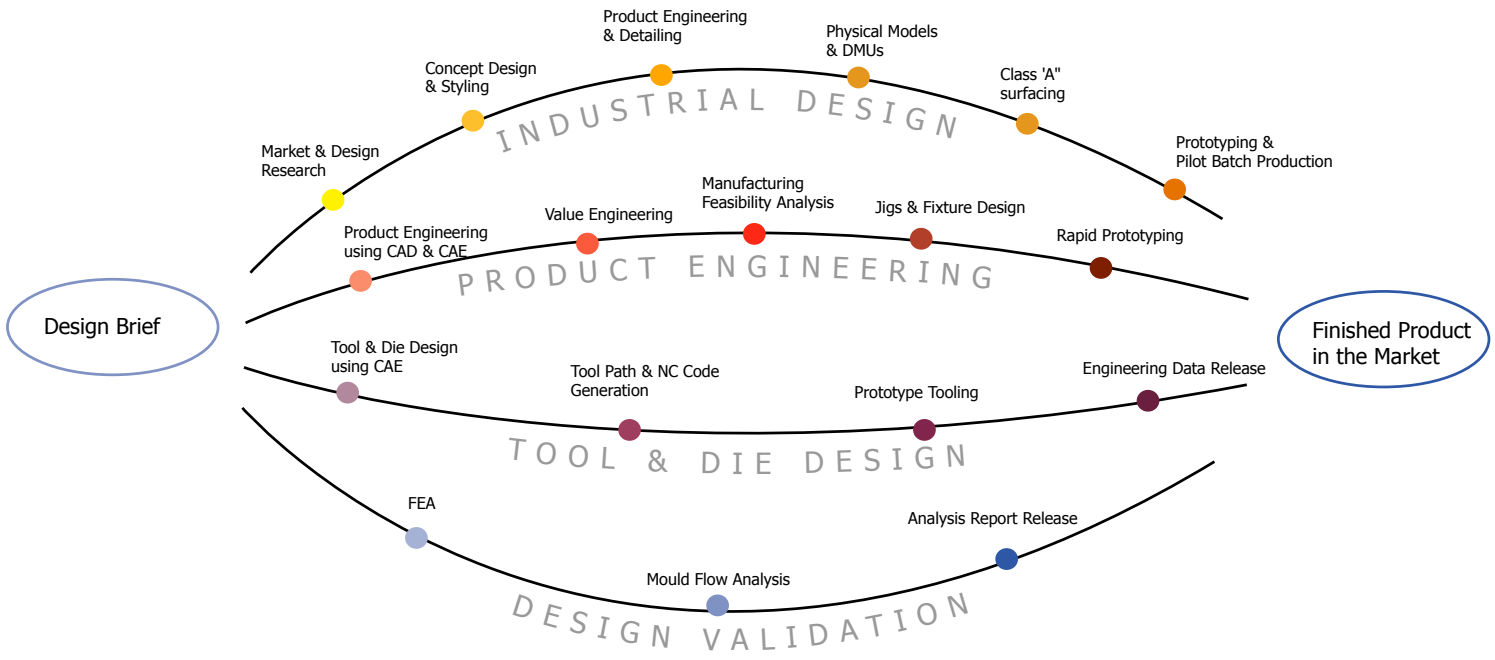 Product Engineering
& Detailing
Physical Models
& DMUs
Concept Design
& Styling
Class 'A"
surfacing
INDUSTRIAL DESIGN
Market & Design
Research
Prototyping &
Pilot Batch Production
Manufacturing
Feasibility Analysis
Value Engineering
Jigs & Fixture Design
Product Engineering
using CAD & CAE
Rapid Prototyping
PRODUCT ENGINEERING
Design Brief
Finished Product
in the Market
Tool & Die Design
using CAE
Tool Path & NC Code
Generation
Prototype Tooling
Engineering Data Release
TOOL & DIE DESIGN
FEA
Analysis Report Release
Mould Flow Analysis
DESIGN VALIDATION